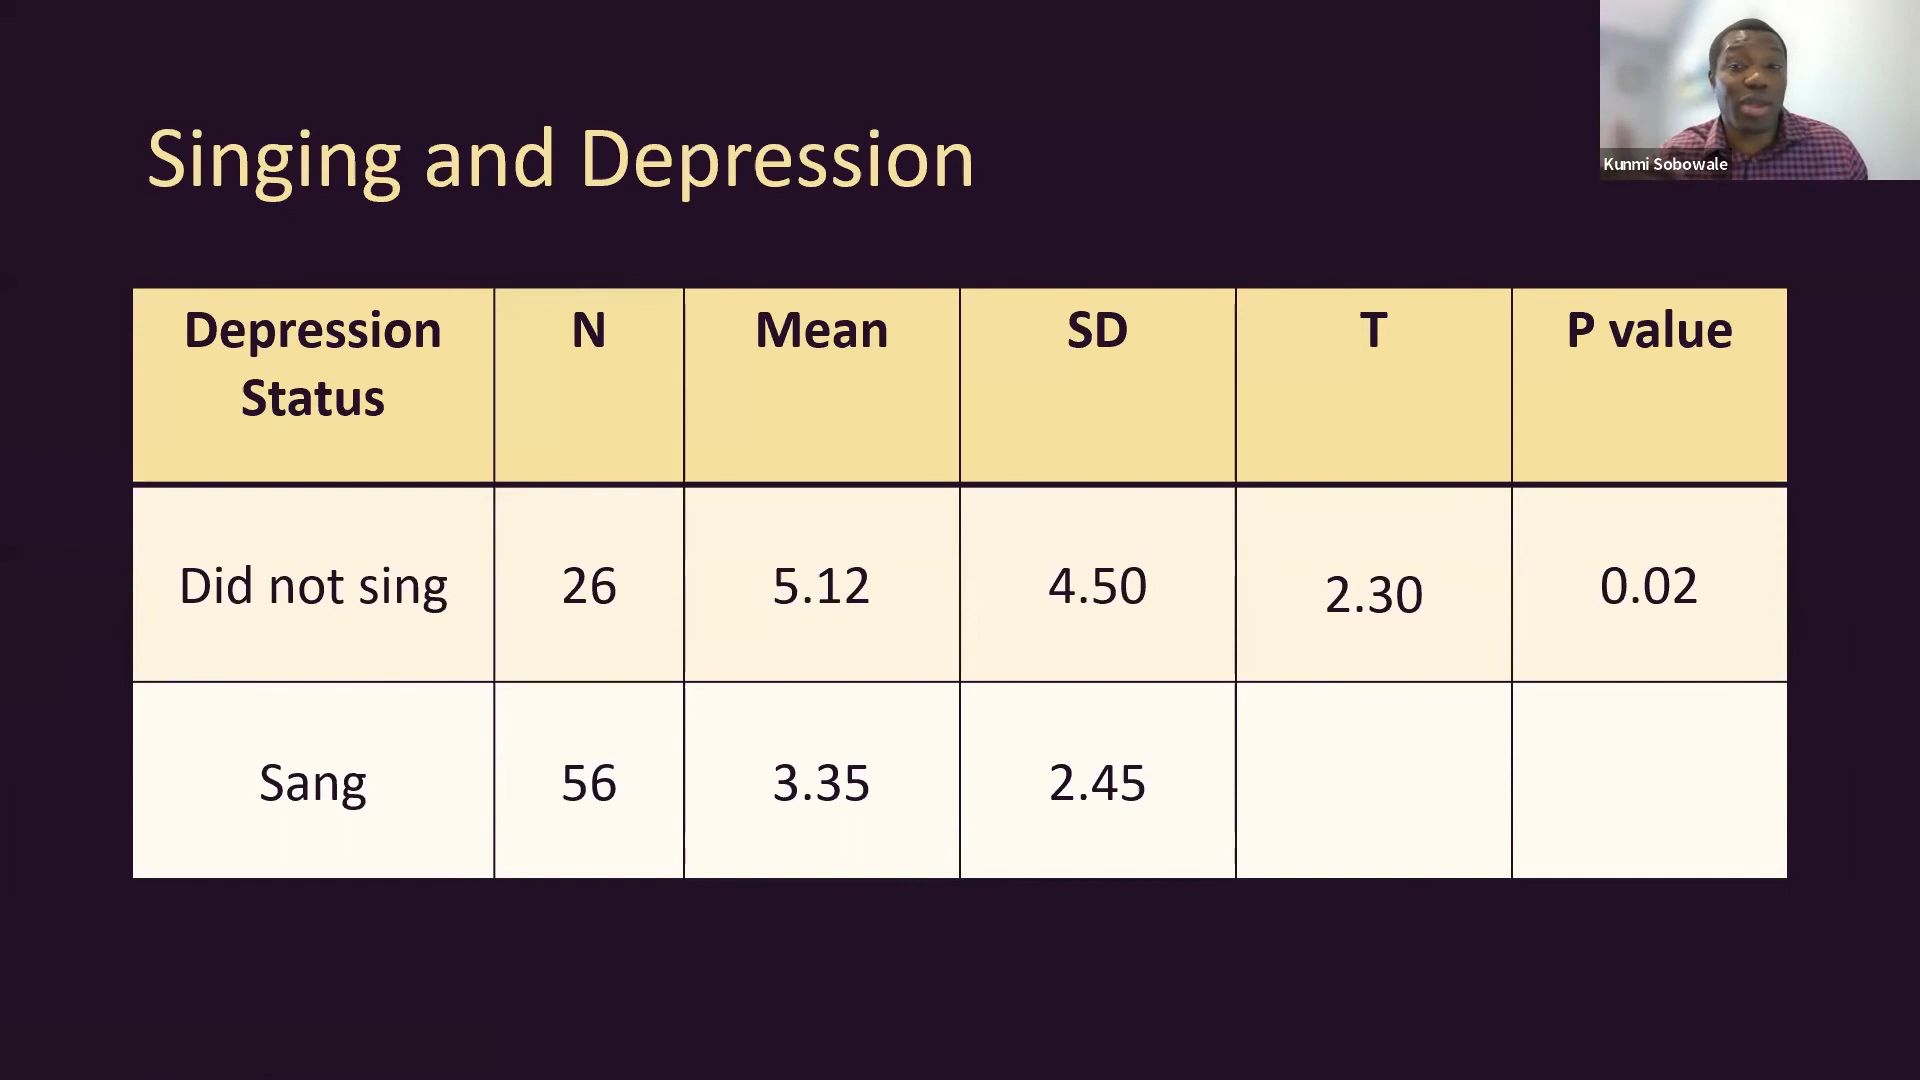 Kunmi Sobowale
Singing and Depression
Depression Status N Mean SD T P value
Did not sing 26 5.12 4.50 2.30 0.02
Sang 56 3.35 2.45